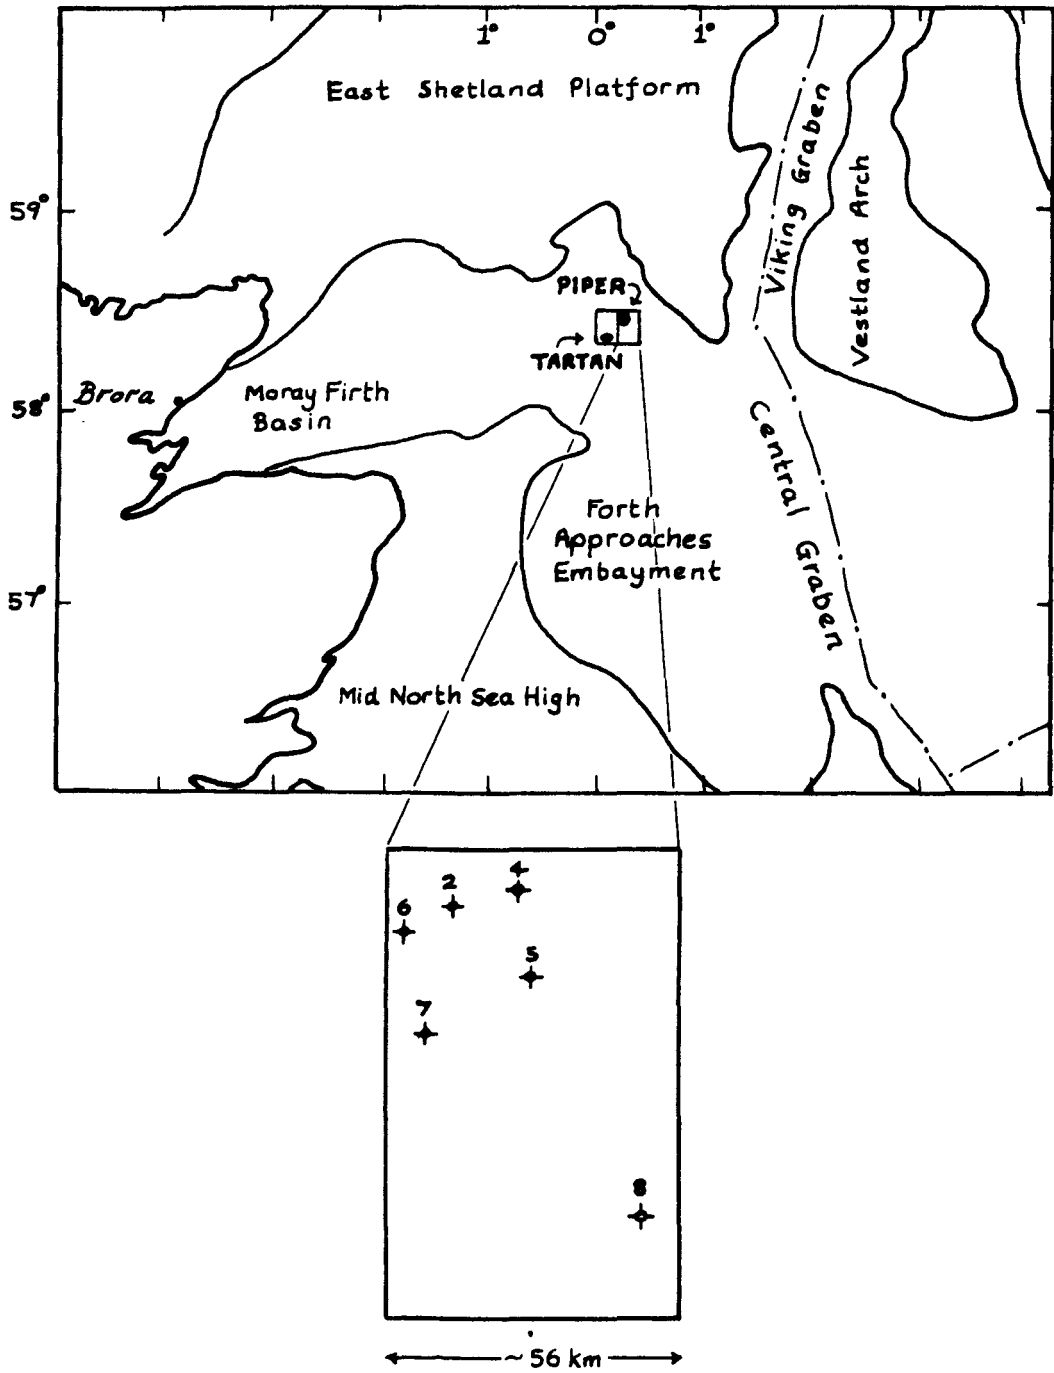 1° 0° 1°
East Shetland Platform
Viking Graben
Vestland Arch
59°
PIPER
TARTAN
Brora
58°
Moray Firth
Basin
Central Graben
Forth
Approaches
Embayment
57°
Mid North Sea High
4
2
6
5
7
8
~56 km